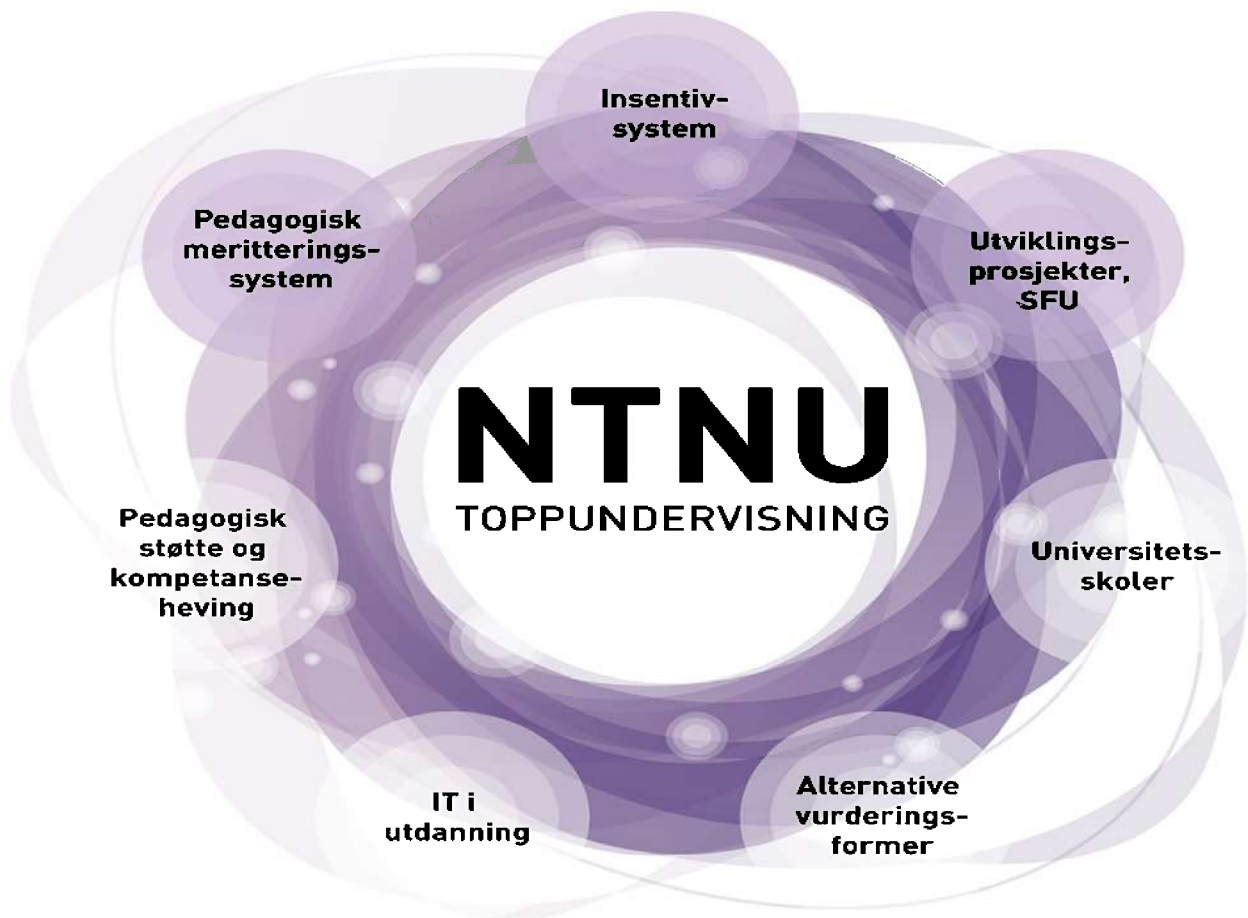 Insentiv-
system
Pedagogisk
meritterings-
system
Utviklings-
prosjekter,
SFU
NTNU
TOPPUNDERVISNING
Pedagogisk
støtte og
kompetanse-
heving
Universitets-
skoler
IT i
utdanning
Alternative
vurderings-
former